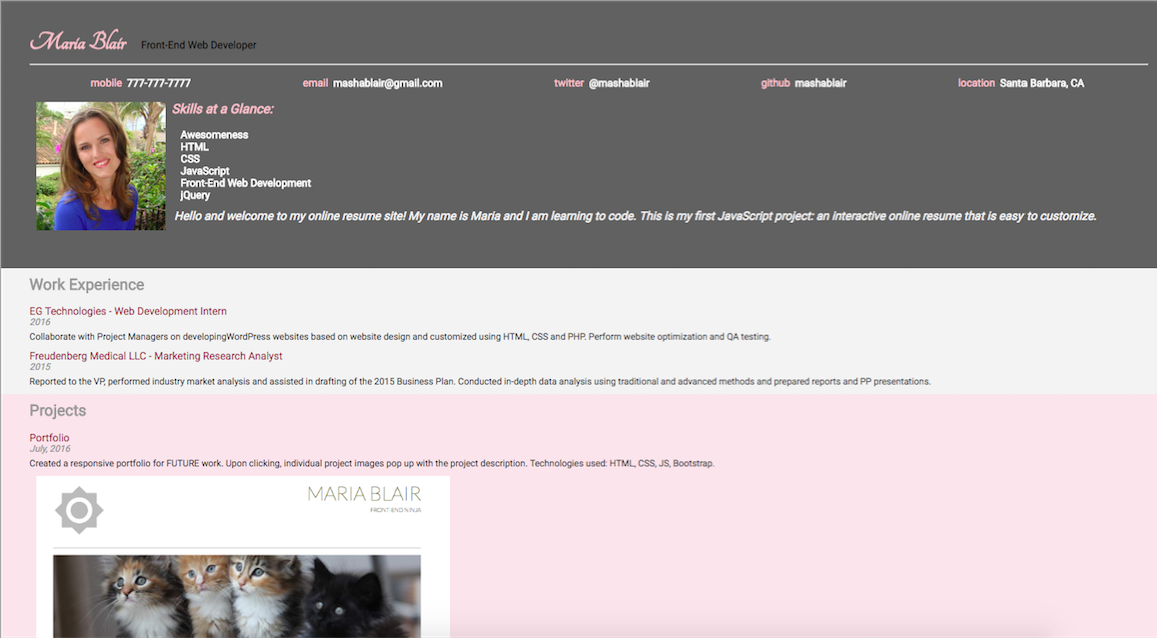 Maria Blair Front-End Web Developer
mobile 777-777-7777 email mashablair@gmail.com twitter @mashablair github mashablair location Santa Barbara, CA
Skills at a Glance:
Awesomeness
HTML
CSS
JavaScript
Front-End Web Development
jQuery
Hello and welcome to my online resume site! My name is Maria and I am learning to code. This is my first JavaScript project: an interactive online resume that is easy to customize.
Work Experience
EG Technologies - Web Development Intern
2016
Collaborate with Project Managers on developingWordPress websites based on website design and customized using HTML, CSS and PHP. Perform website optimization and QA testing.
Freudenberg Medical LLC - Marketing Research Analyst
2015
Reported to the VP, performed industry market analysis and assisted in drafting of the 2015 Business Plan. Conducted in-depth data analysis using traditional and advanced methods and prepared reports and PP presentations.
Projects
Portfolio
July, 2016
Created a responsive portfolio for FUTURE work. Upon clicking, individual project images pop up with the project description. Technologies used: HTML, CSS, JS, Bootstrap.
MARIA BLAIR
FRONT-END NINJA